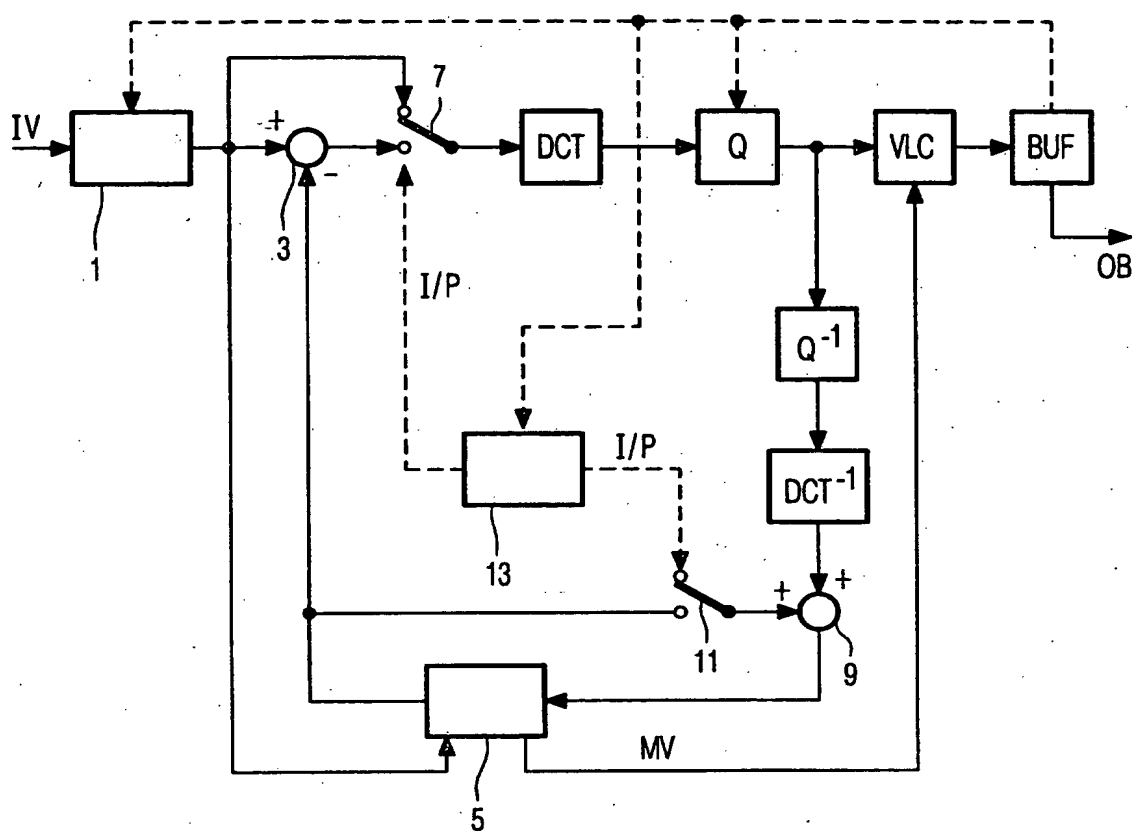 IV
1
+
-
3
7
I/P
DCT
Q
VLC
BUF
OB
Q-1
DCT-1
13
I/P
+
+
11
9
5
MV